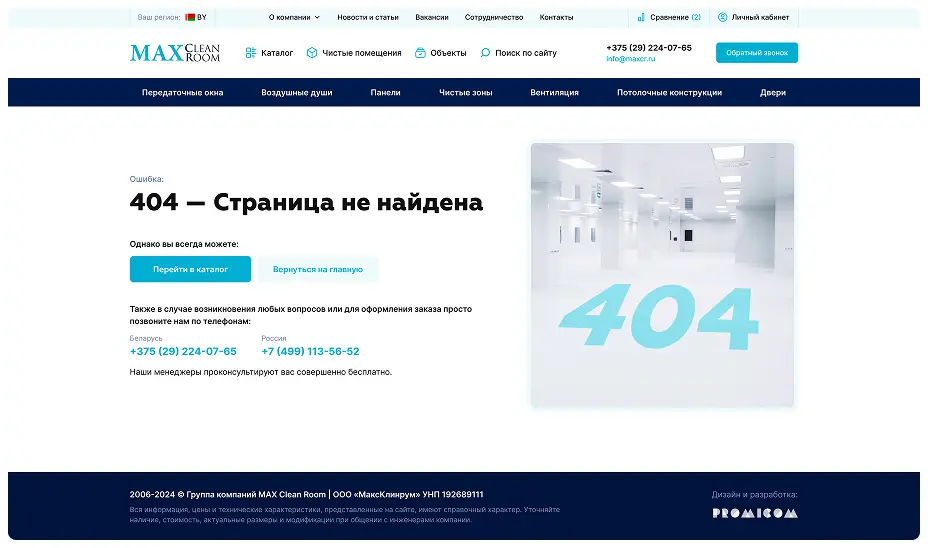 Ваш регион: BY
О компании
Новости и статьи
Вакансии
Сотрудничество
Контакты
Сравнение (2)
Личный кабинет
MAX CLEAN ROOM
Каталог
Чистые помещения
Объекты
Поиск по сайту
+375 (29) 224-07-65
info@maxcr.ru
Обратный звонок
Передаточные окна
Воздушные души
Панели
Чистые зоны
Вентиляция
Потолочные конструкции
Двери
Ошибка:
404 — Страница не найдена
Однако вы всегда можете:
Перейти в каталог
Вернуться на главную
Также в случае возникновения любых вопросов или для оформления заказа просто
позвоните нам по телефонам:
Беларусь
+375 (29) 224-07-65
Россия
+7 (499) 113-56-52
Наши менеджеры проконсультируют вас совершенно бесплатно.
404
2006-2024 © Группа компаний MAX Clean Room | ООО «МаксКлинрум» УНП 192689111
Вся информация, цены и технические характеристики, представленные на сайте, имеют справочный характер. Уточняйте
наличие, стоимость, актуальные размеры и модификации при общении с инженерами компании.
Дизайн и разработка:
PROMICOM